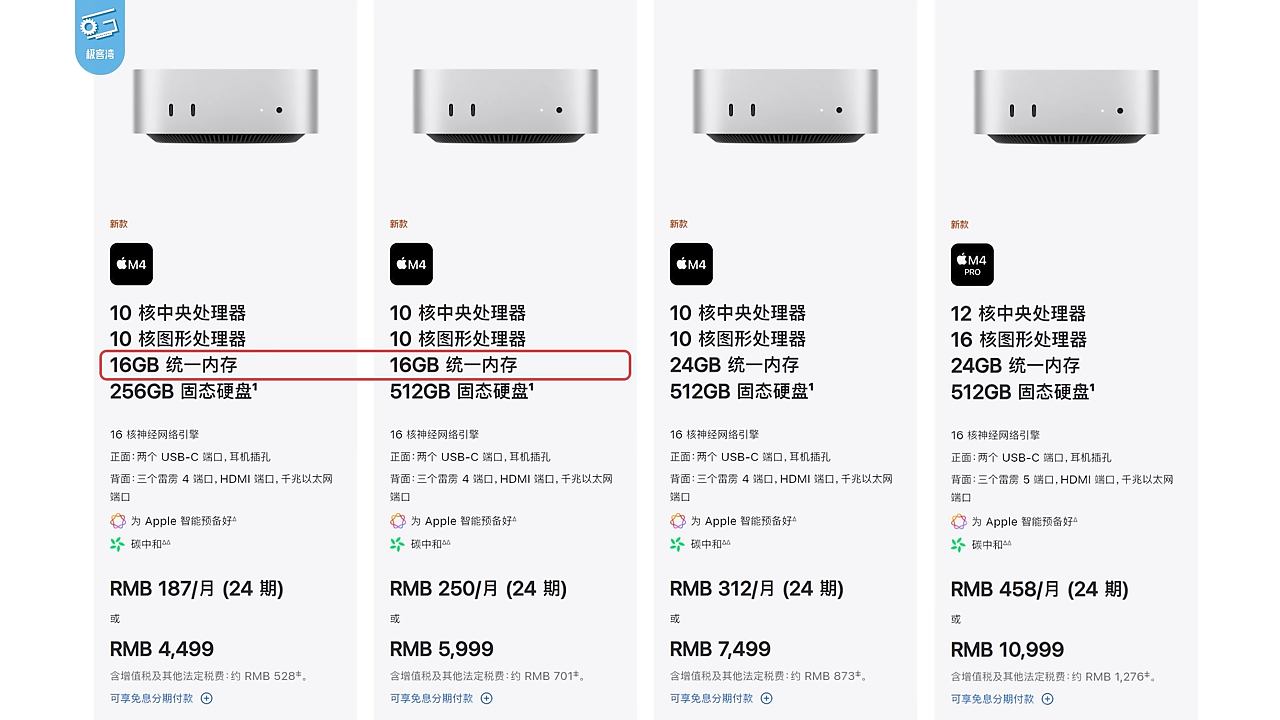 极客湾
新款
M4
10 核中央处理器
10 核图形处理器
16GB 统一内存
256GB 固态硬盘¹
16 核神经网络引擎
正面：两个 USB-C 端口，耳机插孔
背面：三个雷雳 4 端口，HDMI 端口，千兆以太网
端口
为 Apple 智能预备好△
碳中和△△
RMB 187/月 (24 期)
或
RMB 4,499
含增值税及其他法定税费：约 RMB 528‡。
可享免息分期付款
新款
M4
10 核中央处理器
10 核图形处理器
16GB 统一内存
512GB 固态硬盘¹
16 核神经网络引擎
正面：两个 USB-C 端口，耳机插孔
背面：三个雷雳 4 端口，HDMI 端口，千兆以太网
端口
为 Apple 智能预备好△
碳中和△△
RMB 250/月 (24 期)
或
RMB 5,999
含增值税及其他法定税费：约 RMB 701‡。
可享免息分期付款
新款
M4
10 核中央处理器
10 核图形处理器
24GB 统一内存
512GB 固态硬盘¹
16 核神经网络引擎
正面：两个 USB-C 端口，耳机插孔
背面：三个雷雳 4 端口，HDMI 端口，千兆以太网
端口
为 Apple 智能预备好△
碳中和△△
RMB 312/月 (24 期)
或
RMB 7,499
含增值税及其他法定税费：约 RMB 873‡。
可享免息分期付款
新款
M4
PRO
12 核中央处理器
16 核图形处理器
24GB 统一内存
512GB 固态硬盘¹
16 核神经网络引擎
正面：两个 USB-C 端口，耳机插孔
背面：三个雷雳 5 端口，HDMI 端口，千兆以太网
端口
为 Apple 智能预备好△
碳中和△△
RMB 458/月 (24 期)
或
RMB 10,999
含增值税及其他法定税费：约 RMB 1,276‡。
可享免息分期付款